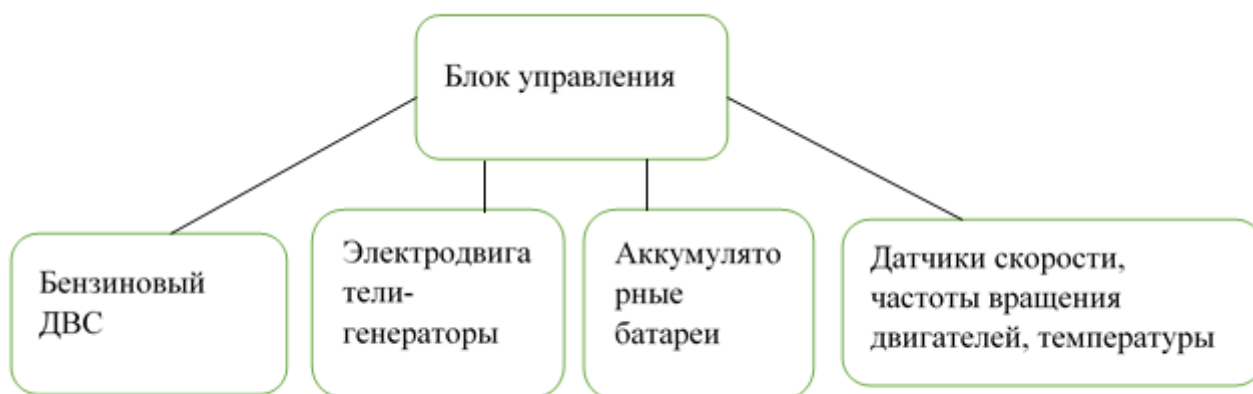 Блок управления
Бензиновый
ДВС
Электродвига
тели-
генераторы
Аккумулято
рные
батареи
Датчики скорости,
частоты вращения
двигателей, температуры